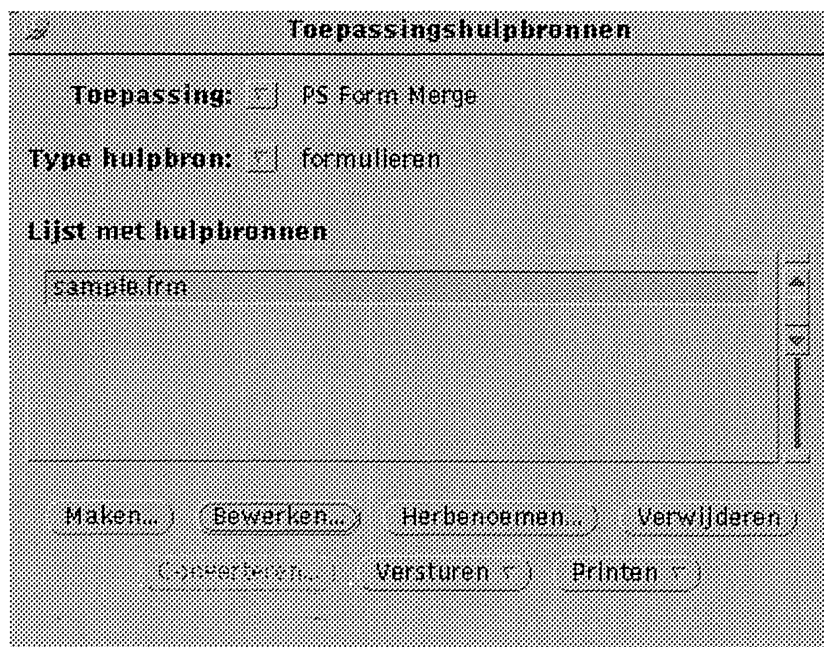 Toepassingshulpbronnen
Toepassing: PS Form Merge
Type hulpbron: formulieren
Lijst met hulpbronnen
sample.frm
Maken... Bewerken... Herbenoemen... Verwijderen
Converteren... Versturen Printen